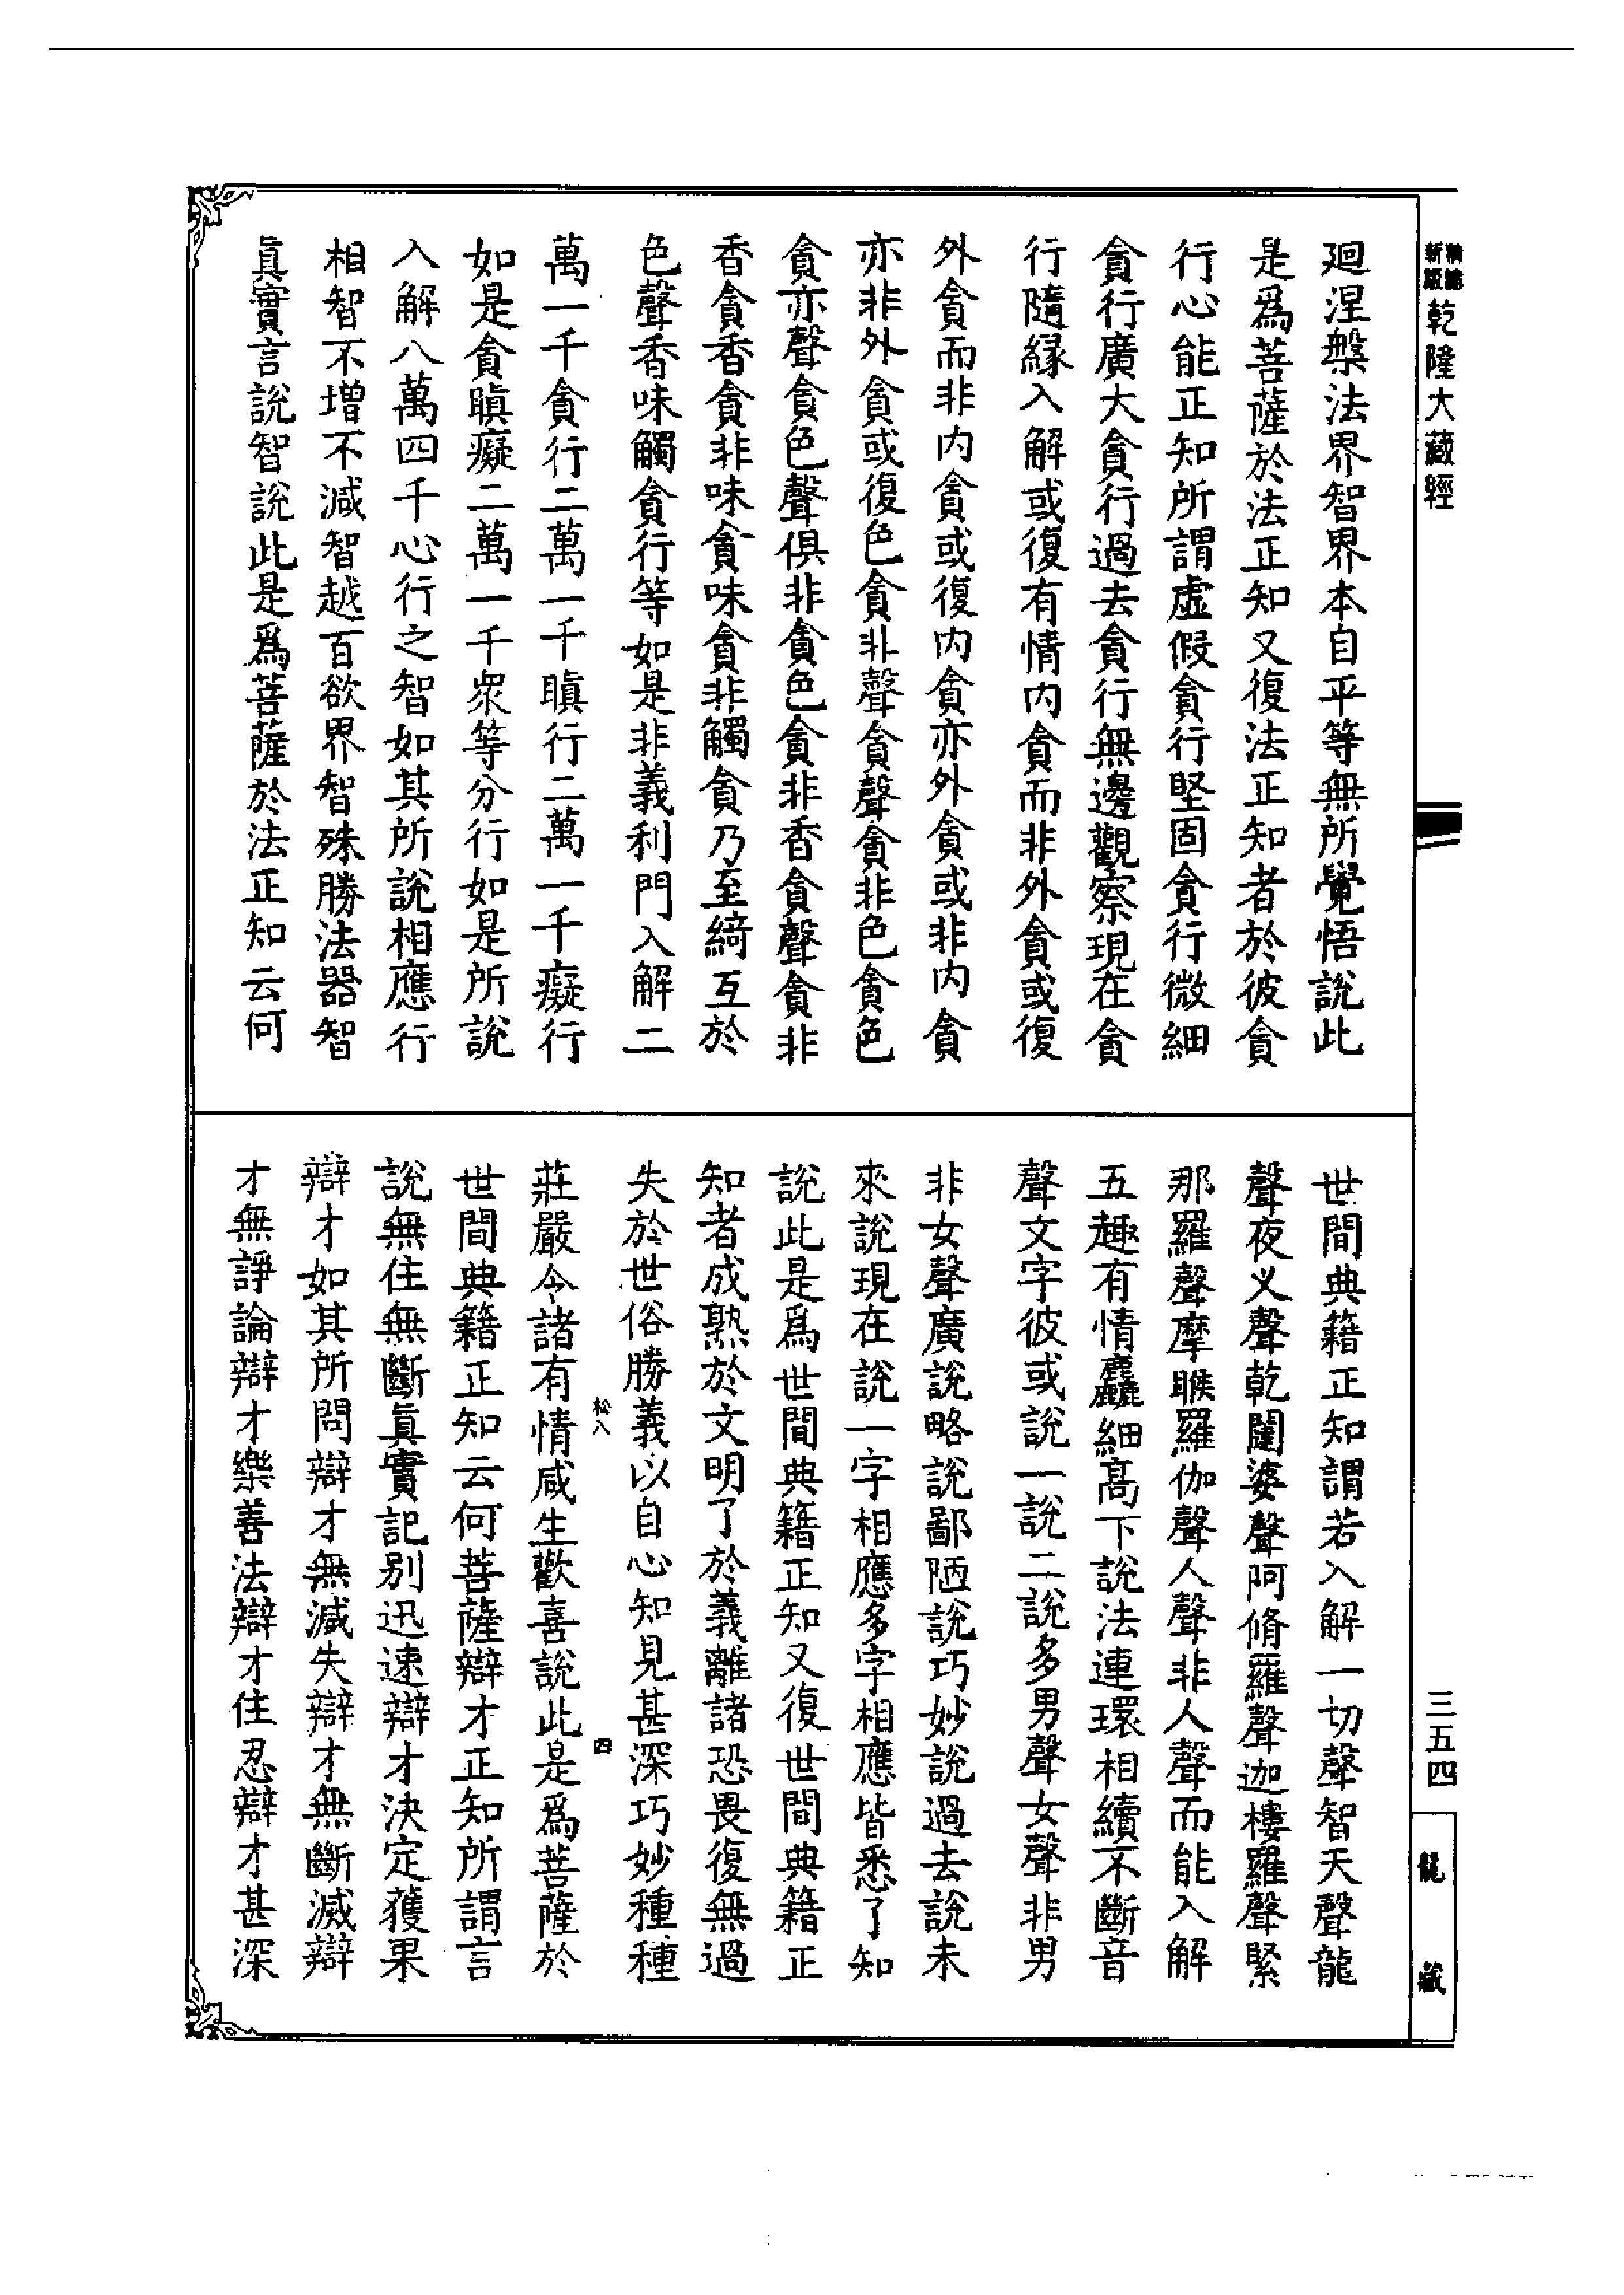 新版
乾隆大藏經
三五四
龍藏
廻涅槃法界智界本自平等無所覺悟說此
是爲菩薩於法正知又復法正知者於彼貪
行心能正知所謂虛假貪行堅固貪行微細
貪行廣大貪行過去貪行無邊觀察現在貪
行隨緣入解或復有情内貪而非外貪或復
外貪而非内貪或復内貪亦外貪或非内貪
亦非外貪或復色貪非聲貪聲貪非色貪色
貪亦聲貪色聲俱非貪色貪非香貪聲貪非
香貪香貪非味貪味貪非觸貪乃至綺互於
色聲香味觸貪行等如是非義利門入解二
萬一千貪行二萬一千瞋行二萬一千癡行
如是貪瞋癡二萬一千衆等分行如是所說
入解八萬四千心行之智如其所說相應行
相智不增不減智越百欲界智殊勝法器智
眞實言說智說此是爲菩薩於法正知云何
世間典籍正知謂若入解一切聲智天聲龍
聲夜义聲乾闥婆聲阿脩羅聲迦樓羅聲緊
那羅聲摩睺羅伽聲人聲非人聲而能入解
五趣有情麤細高下說法連環相續不斷音
聲文字彼或說一說二說多男聲女聲非男
非女聲廣說略說鄙陋說巧妙說過去說未
來說現在說一字相應多字相應皆悉了知
說此是爲世間典籍正知又復世間典籍正
知者成熟於文明了於義離諸恐畏復無過
失於世俗勝義以自心知見甚深巧妙種種
松八
四
莊嚴令諸有情咸生歡喜說此是爲菩薩於
世間典籍正知云何菩薩辯才正知所謂言
說無住無斷眞實記別迅速辯才決定獲果
辯才如其所問辯才無減失辯才無斷滅辯
才無諍論辯才樂善法辯才住忍辯才甚深